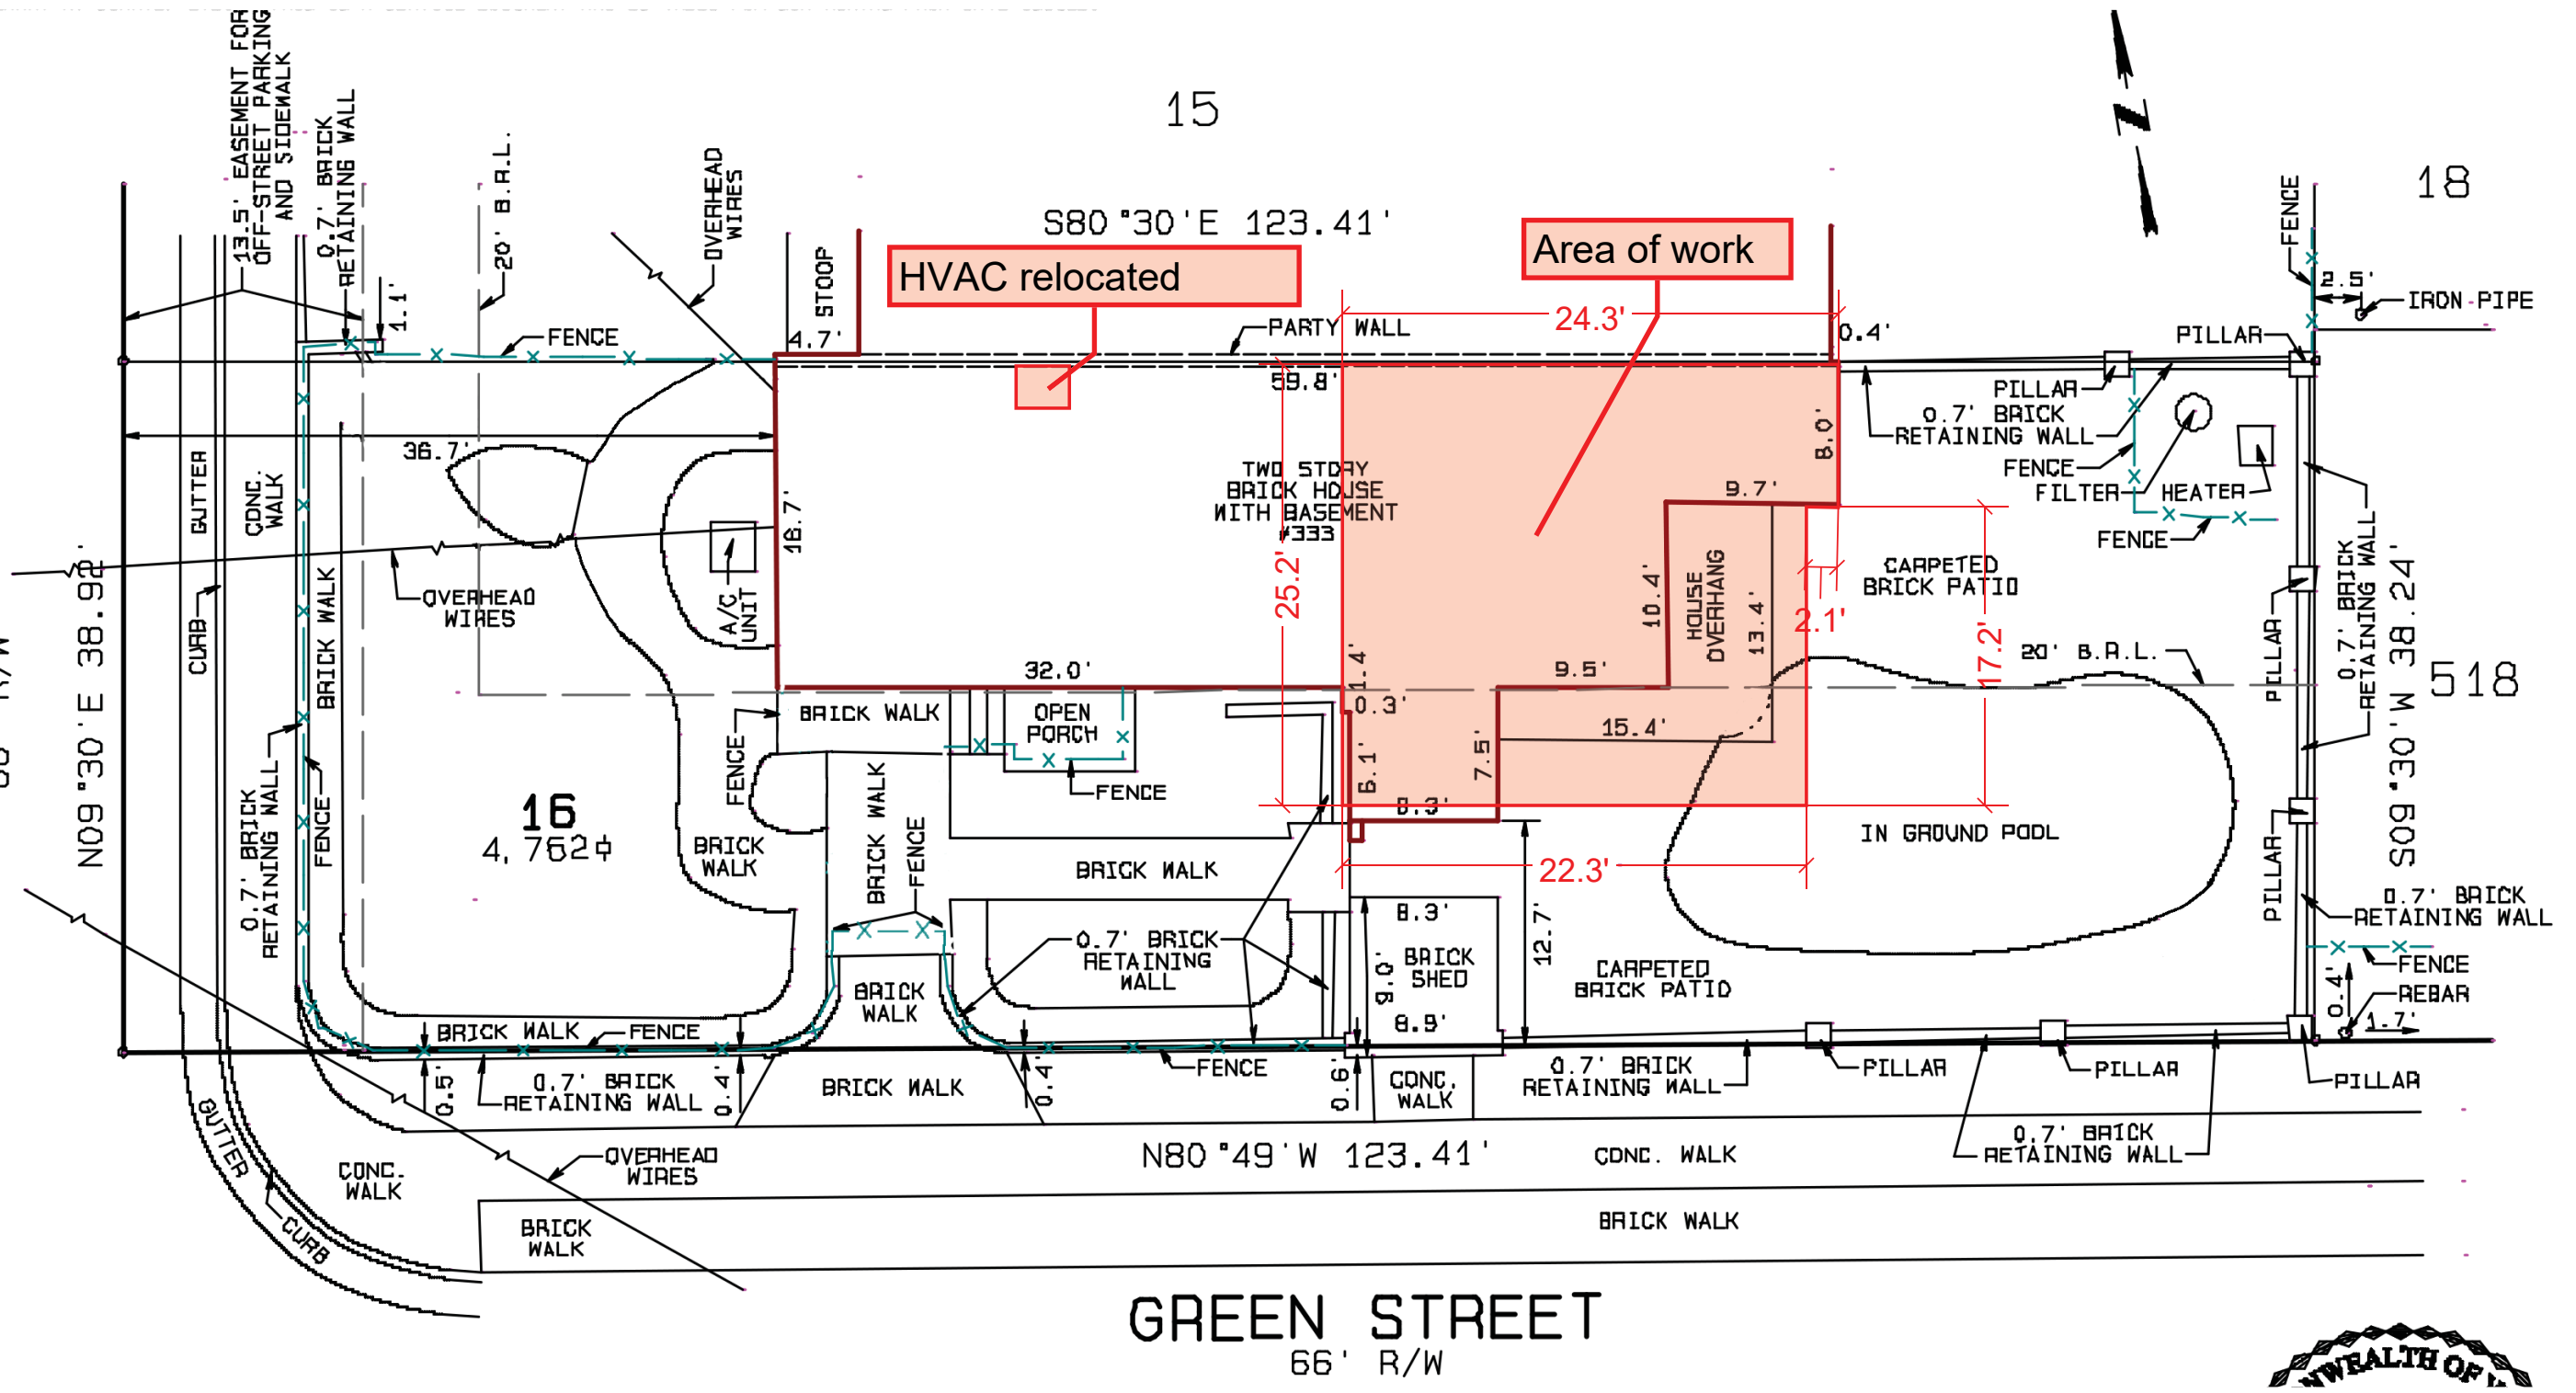 13.5' EASEMENT FOR
OFF-STREET PARKING
AND SIDEWALK
0.7' BRICK
RETAINING WALL
1.1'
20' B.R.L.
OVERHEAD
WIRES
STOOP
4.7'
FENCE
15
S80°30'E 123.41'
HVAC relocated
Area of work
24.3'
PARTY WALL
0.4'
59.8'
18
FENCE
2.5'
IRON PIPE
PILLAR
PILLAR
0.7' BRICK
RETAINING WALL
FENCE
FILTER
HEATER
FENCE
36.7'
GUTTER
CONC.
WALK
CURB
BRICK WALK
OVERHEAD
WIRES
A/C
UNIT
16.7'
TWO STORY
BRICK HOUSE
WITH BASEMENT
#333
25.2'
8.0'
9.7'
10.4'
HOUSE
OVERHANG
13.4'
2.1'
17.2'
CARPETED
BRICK PATIO
20' B.R.L.
PILLAR
0.7' BRICK
RETAINING WALL
S09°30'W 38.24'
518
N09°30'E 38.92'
32.0'
1.4'
0.3'
9.5'
15.4'
7.5'
6.1'
8.3'
BRICK WALK
OPEN
PORCH
FENCE
FENCE
0.7' BRICK
RETAINING WALL
FENCE
16
4,762
BRICK
WALK
BRICK WALK
FENCE
BRICK WALK
22.3'
IN GROUND POOL
PILLAR
0.7' BRICK
RETAINING WALL
8.3'
BRICK
SHED
9.0'
8.9'
12.7'
0.7' BRICK
RETAINING
WALL
CARPETED
BRICK PATIO
FENCE
0.4'
REBAR
1.7'
BRICK WALK
FENCE
BRICK
WALK
0.5'
0.7' BRICK
RETAINING WALL
0.4'
BRICK WALK
0.4'
FENCE
0.6'
CONC.
WALK
0.7' BRICK
RETAINING WALL
PILLAR
PILLAR
PILLAR
GUTTER
CURB
CONC.
WALK
OVERHEAD
WIRES
N80°49'W 123.41'
CONC. WALK
0.7' BRICK
RETAINING WALL
BRICK
WALK
BRICK WALK
GREEN STREET
66' R/W